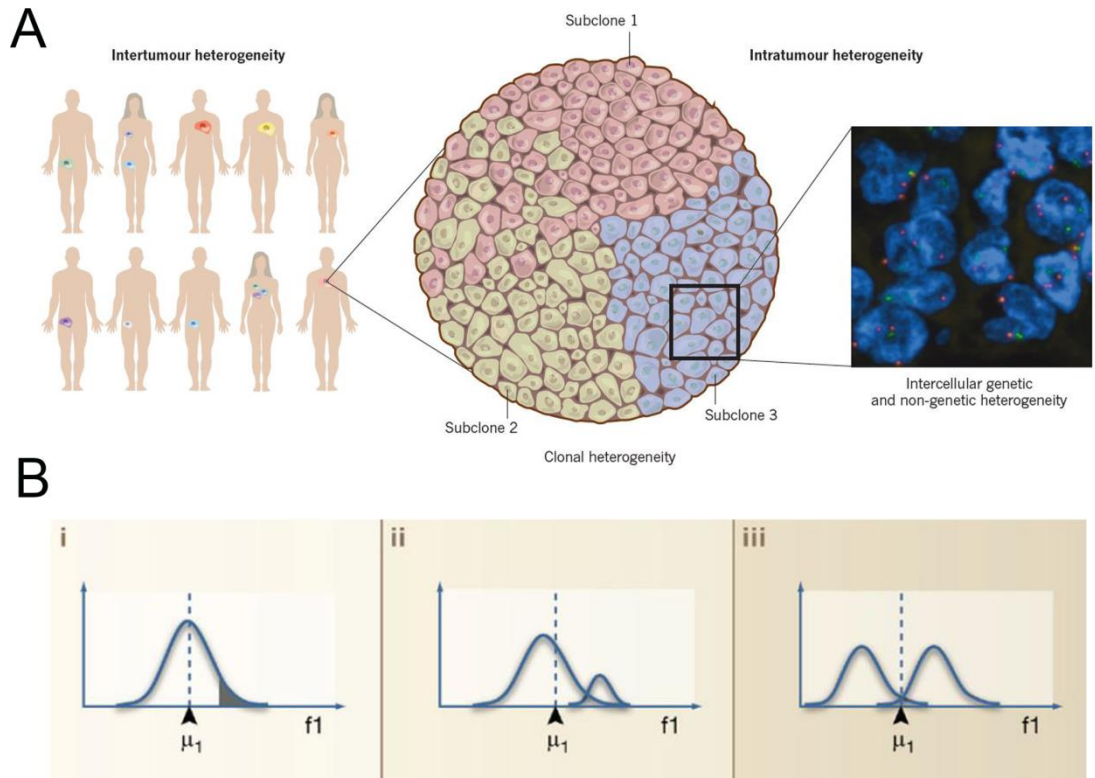 A
Intertumour heterogeneity
Subclone 1
Intratumour heterogeneity
Subclone 2
Subclone 3
Intercellular genetic
and non-genetic heterogeneity
Clonal heterogeneity
B
i
ii
iii
f1
μ1
f1
μ1
f1
μ1